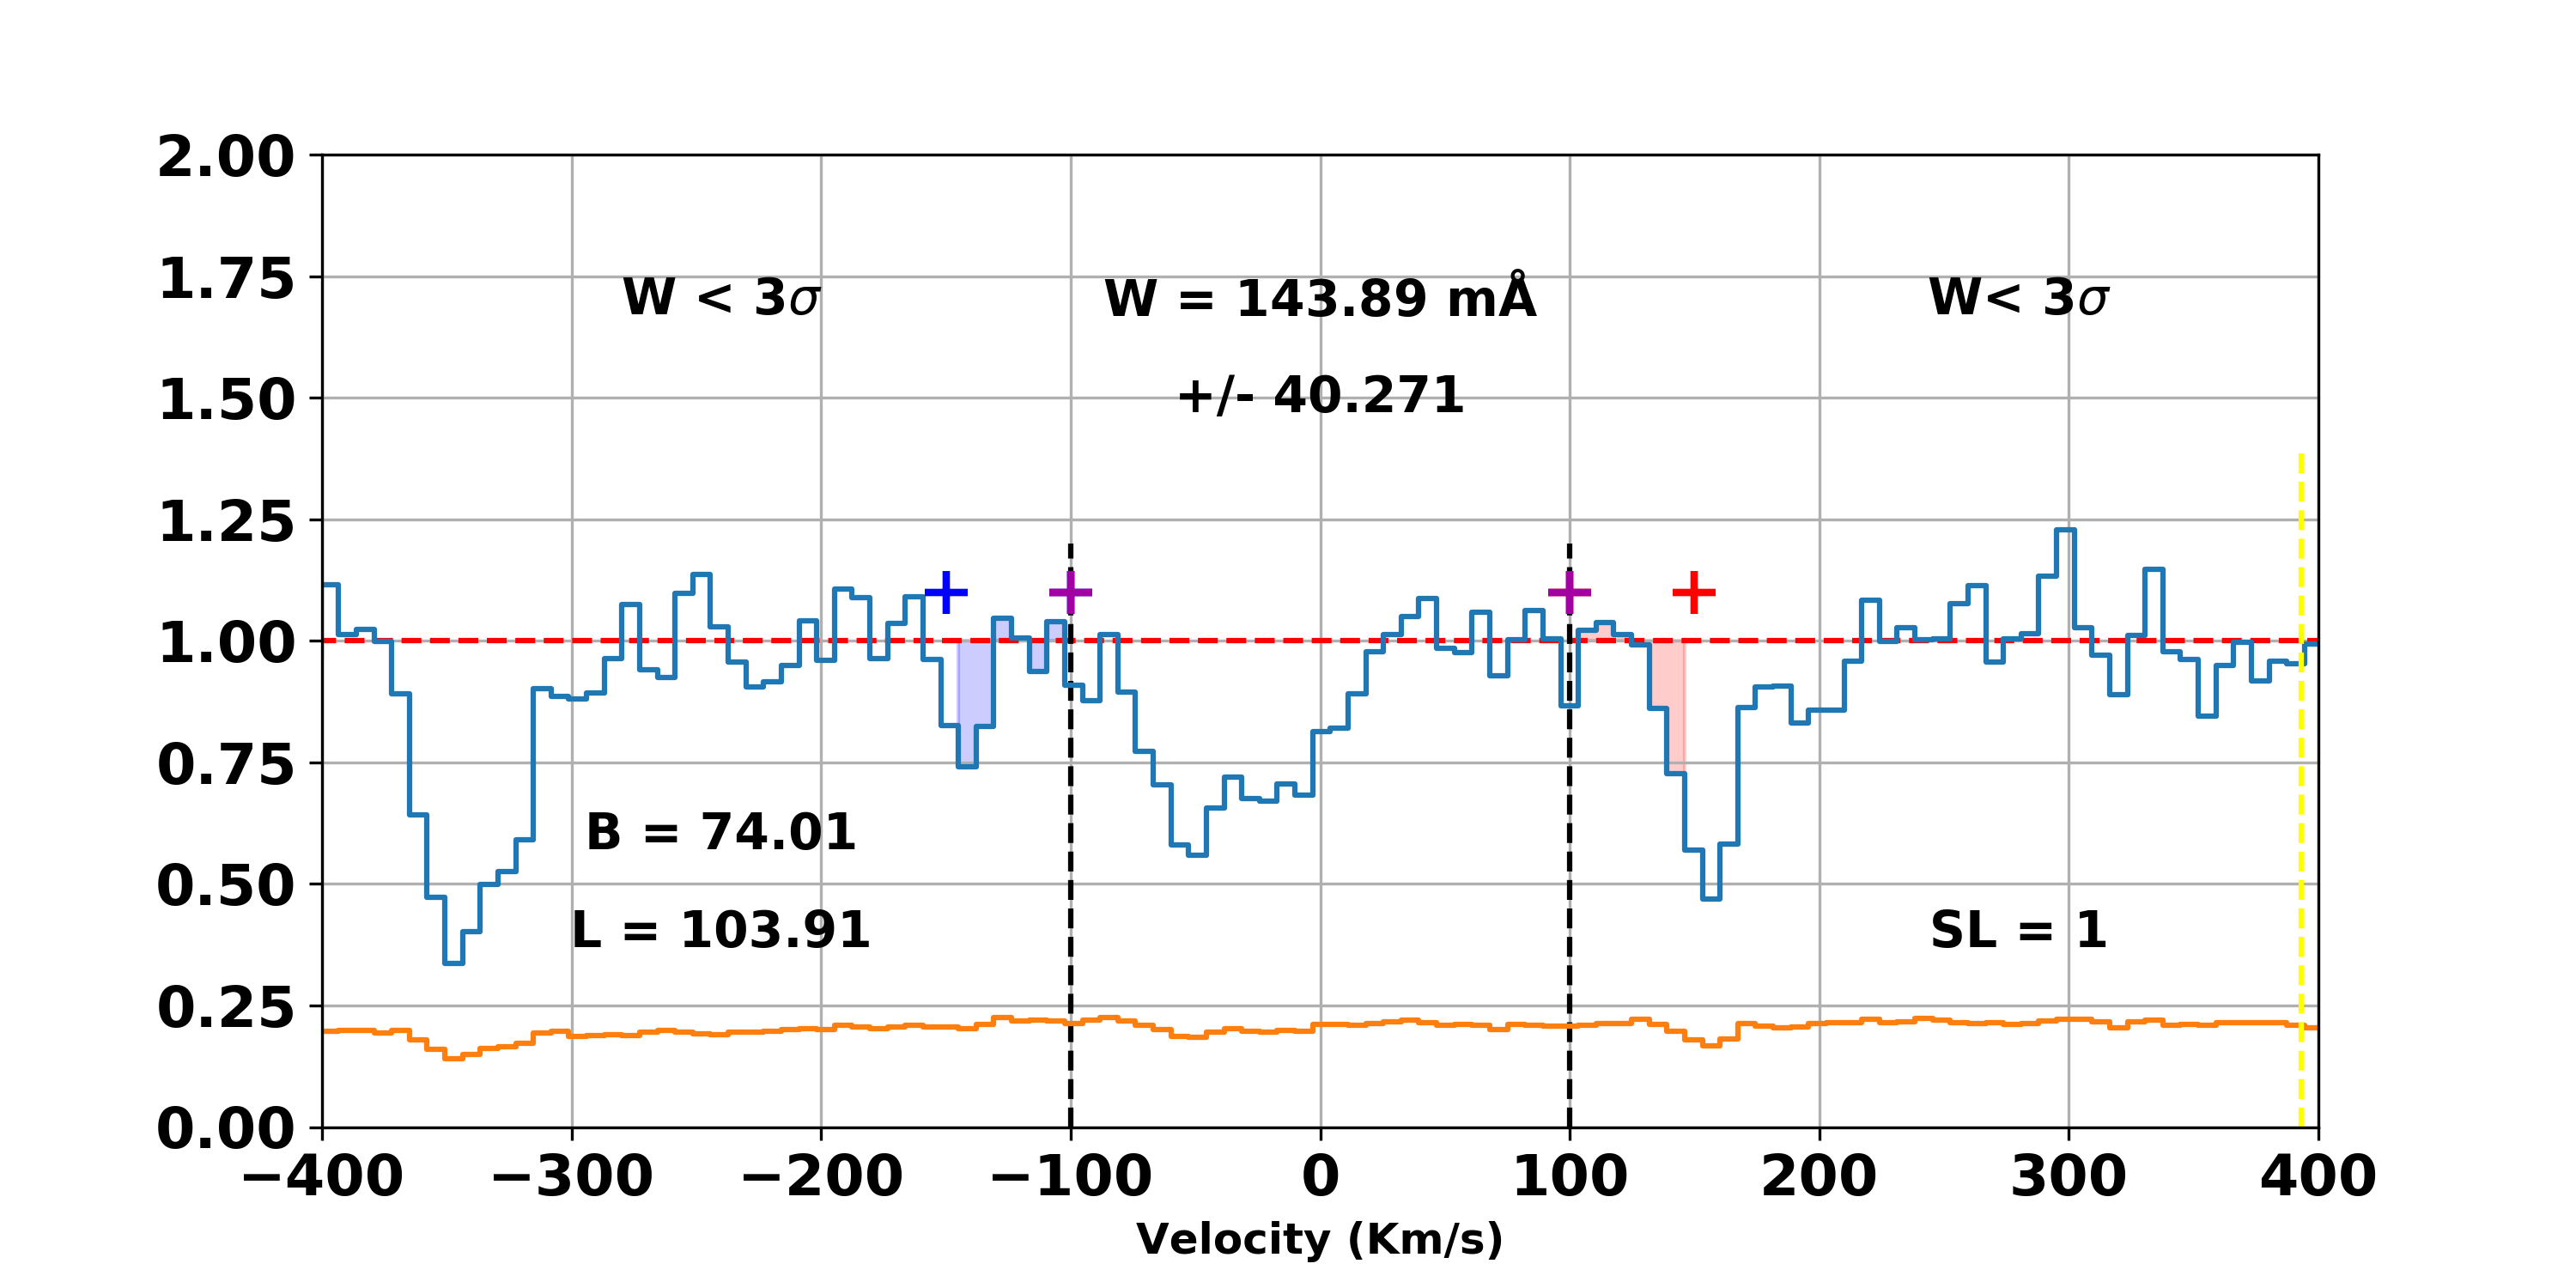 2.00
1.75
1.50
1.25
1.00
0.75
0.50
0.25
0.00
W < 3σ
W = 143.89 mÅ
W< 3σ
+/- 40.271
B = 74.01
L = 103.91
SL = 1
−400 −300 −200 −100 0 100 200 300 400
Velocity (Km/s)